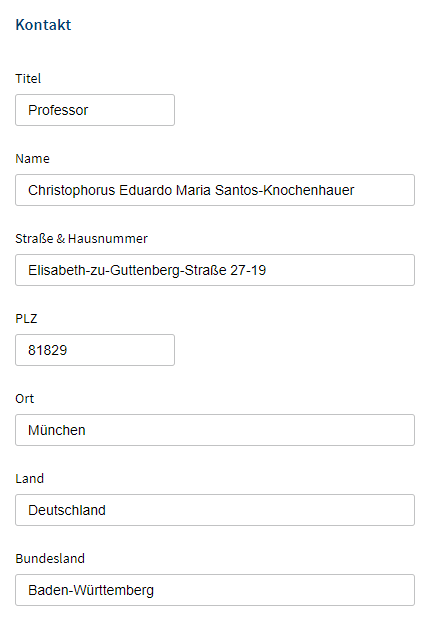 Kontakt
Titel
Professor
Name
Christophorus Eduardo Maria Santos-Knochenhauer
Straße & Hausnummer
Elisabeth-zu-Guttenberg-Straße 27-19
PLZ
81829
Ort
München
Land
Deutschland
Bundesland
Baden-Württemberg